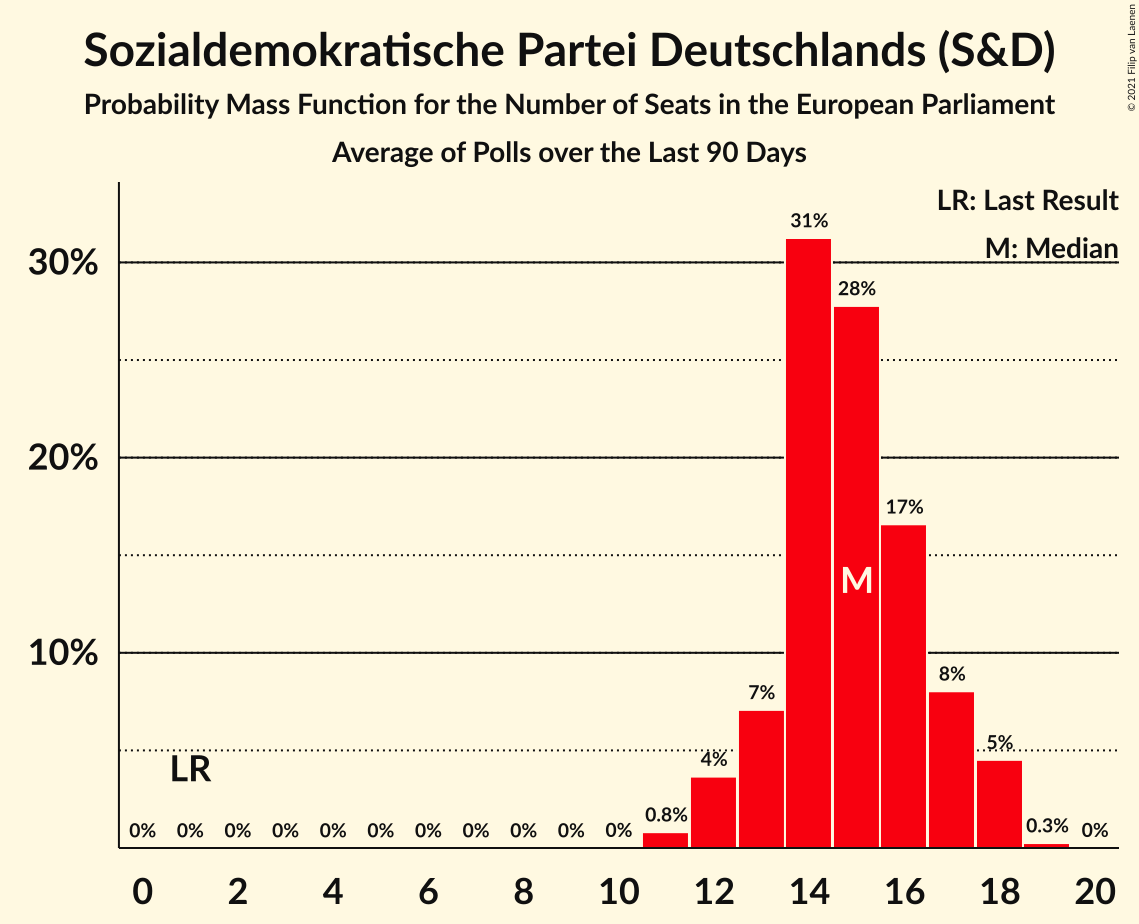 Sozialdemokratische Partei Deutschlands (S&D)
Probability Mass Function for the Number of Seats in the European Parliament
Average of Polls over the Last 90 Days
© 2021 Filip van Laenen
LR: Last Result
M: Median
30%
20%
10%
31%
28%
17%
M
8%
7%
5%
4%
LR
0% 0% 0% 0% 0% 0% 0% 0% 0% 0% 0% 0.8% 0.3% 0%
0 2 4 6 8 10 12 14 16 18 20